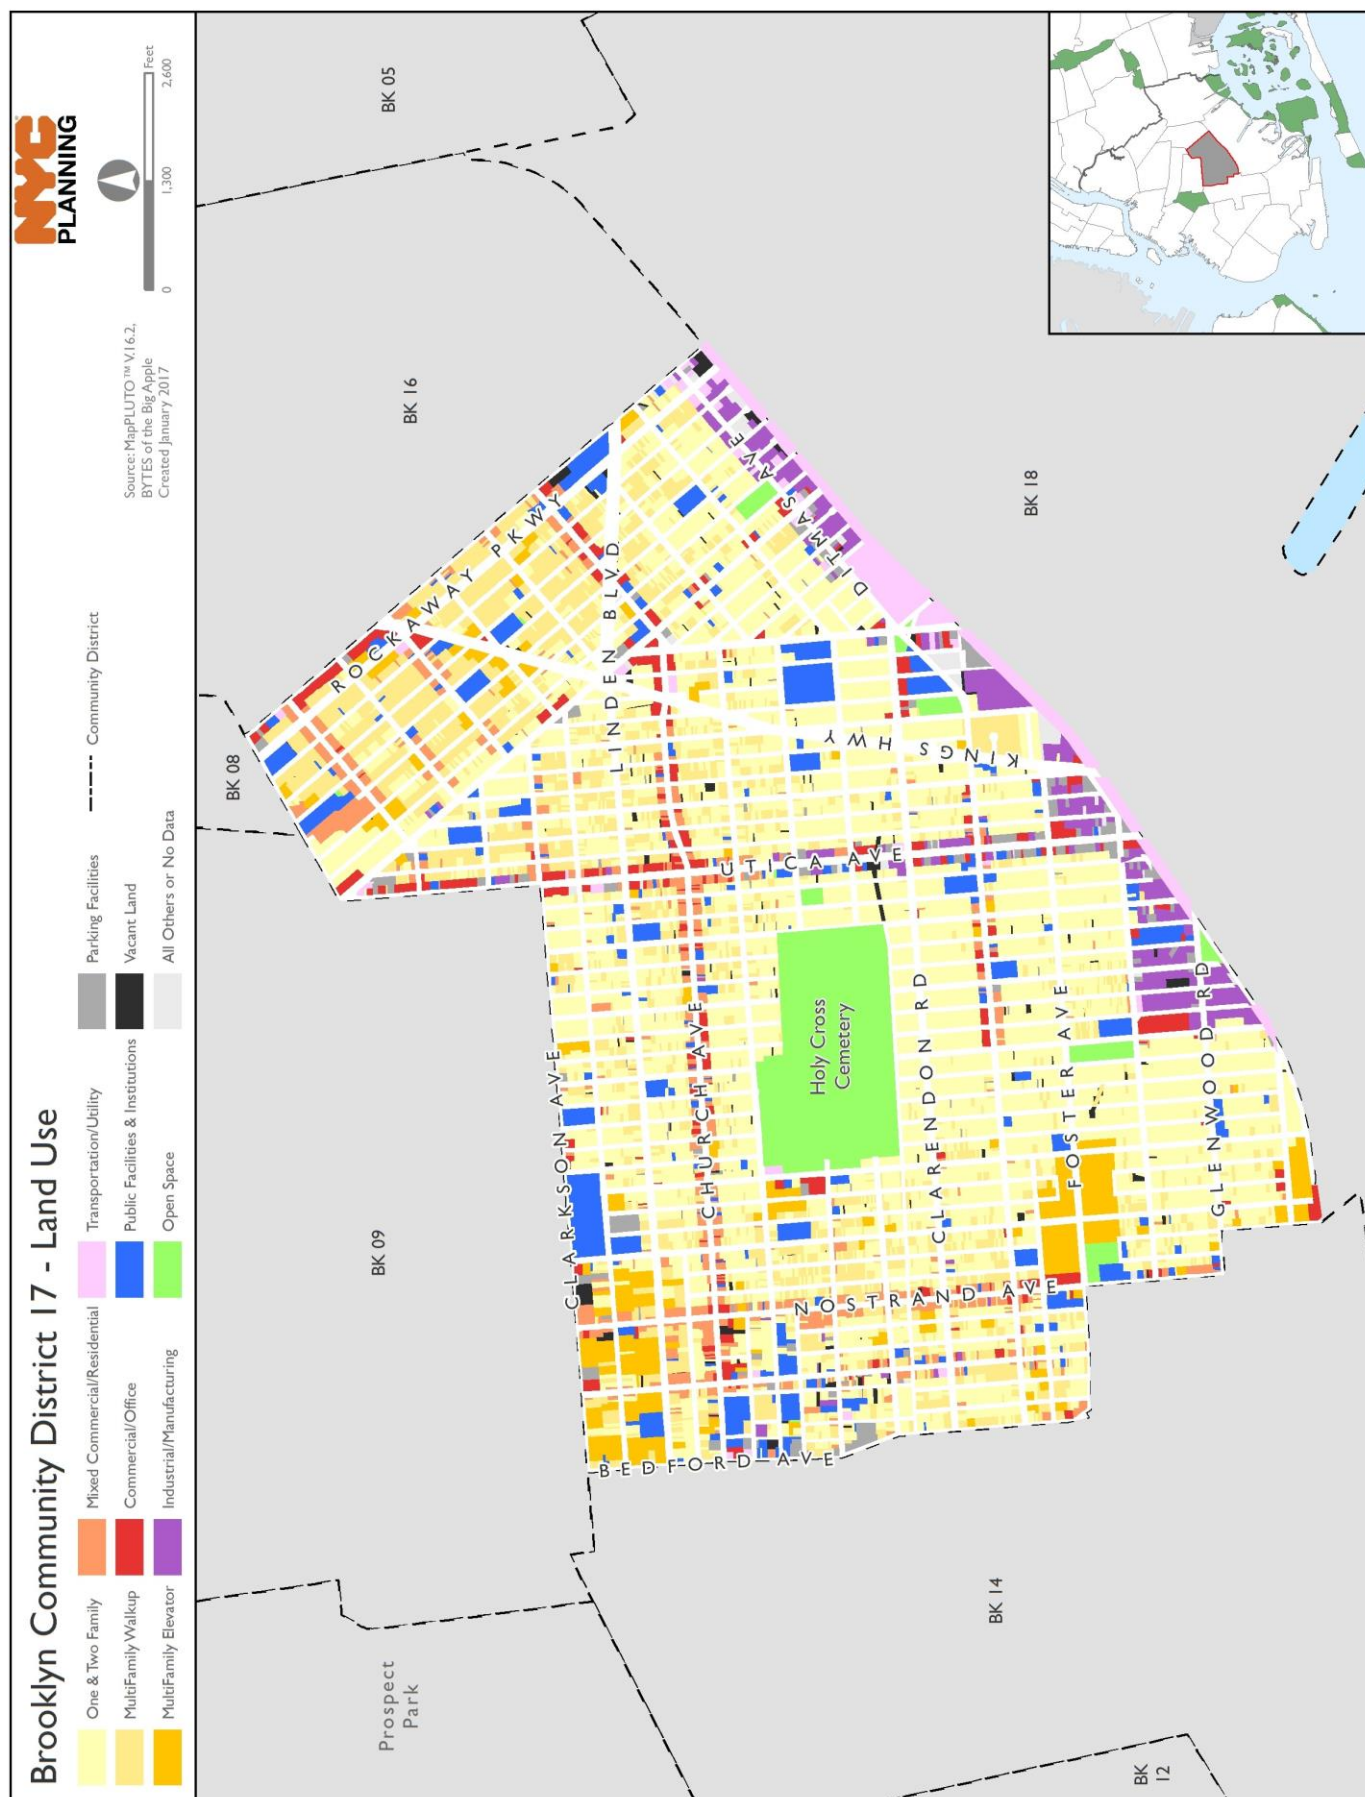 Brooklyn Community District 17 - Land Use
One & Two Family
MultiFamily Walkup
MultiFamily Elevator
Mixed Commercial/Residential
Commercial/Office
Industrial/Manufacturing
Transportation/Utility
Public Facilities & Institutions
Open Space
Parking Facilities
Vacant Land
All Others or No Data
Community District
Source: MapPLUTO™ V.16.2,
BYTES of the Big Apple
Created January 2017
NYC
PLANNING
0
1,300
2,600
Feet
Prospect
Park
BK 09
BK 08
BK 16
BK 05
BK 18
BK 14
BK
12
ROCKAWAY PKWY
LINDEN BLVD
DITMAS AVE
KINGS HWY
UTICA AVE
CLARKSON AVE
CHURCH AVE
Holy Cross
Cemetery
CLARENDON RD
FOSTER AVE
GLENWOOD RD
NOSTRAND AVE
BEDFORD AVE